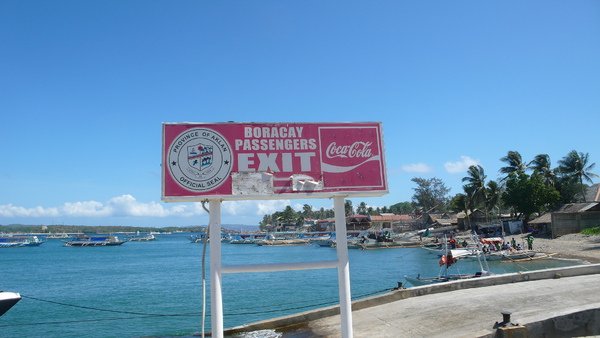 PROVINCE OF AKLAN
OFFICIAL SEAL
BORACAY
PASSENGERS
EXIT
Coca-Cola